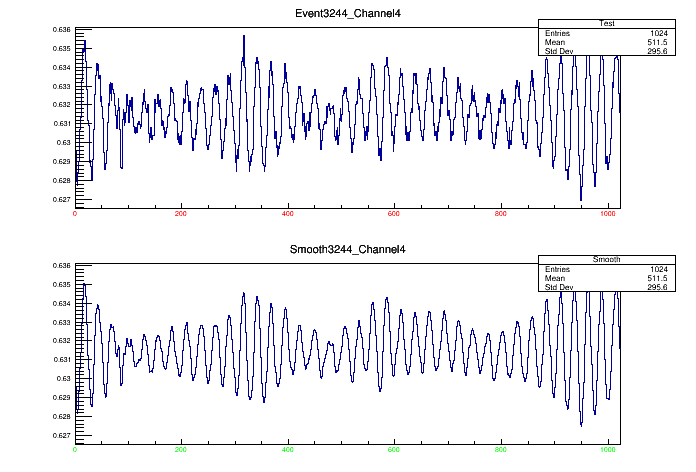 Event3244_Channel4
Test
Entries 1024
Mean 511.5
Std Dev 295.6
0.636
0.635
0.634
0.633
0.632
0.631
0.63
0.629
0.628
0.627
0 200 400 600 800 1000
Smooth3244_Channel4
Smooth
Entries 1024
Mean 511.5
Std Dev 295.6
0.636
0.635
0.634
0.633
0.632
0.631
0.63
0.629
0.628
0.627
0 200 400 600 800 1000